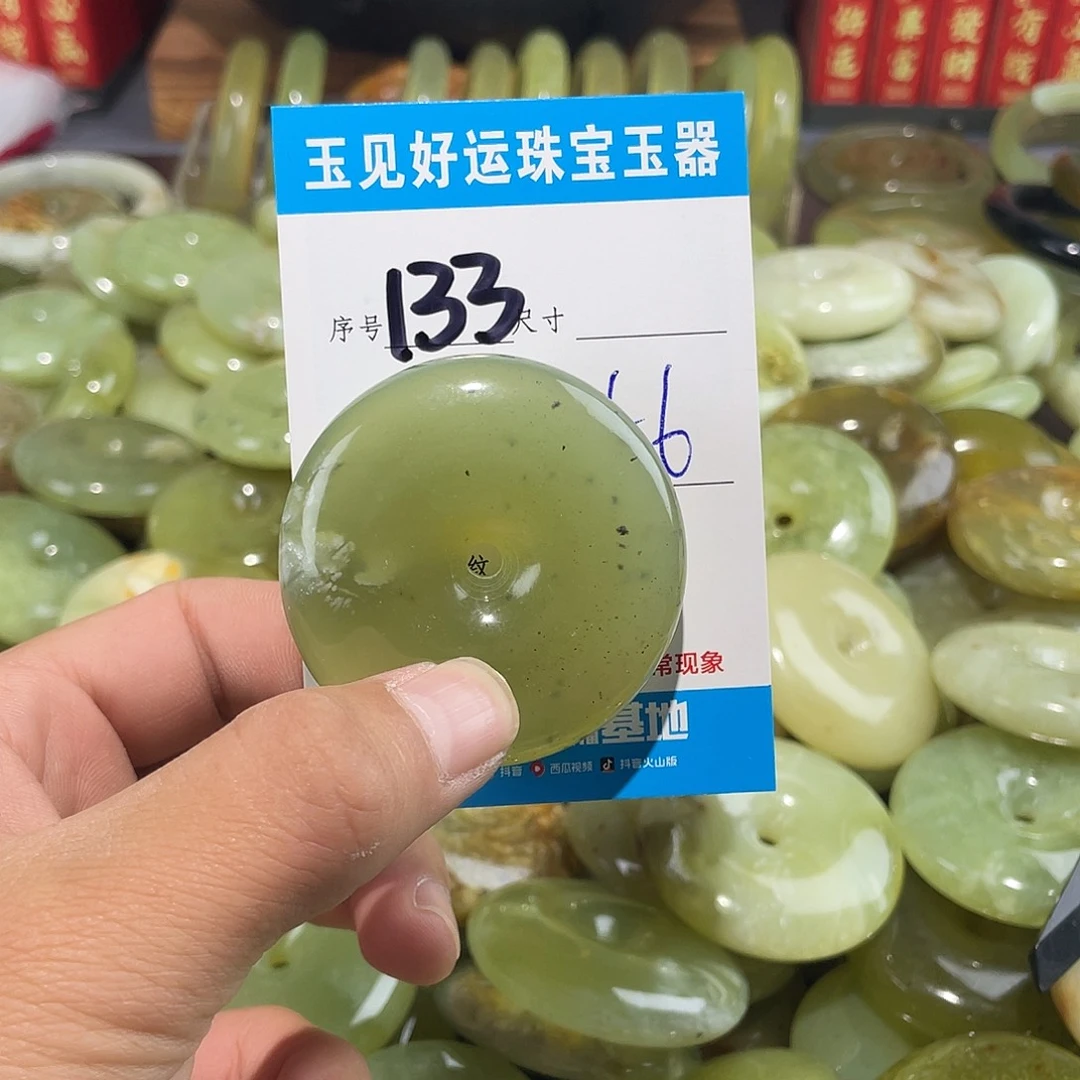 玉见好运珠宝玉器
序号 133 尺寸
6
纹
常现象
基地
抖音 西瓜视频 抖音火山版